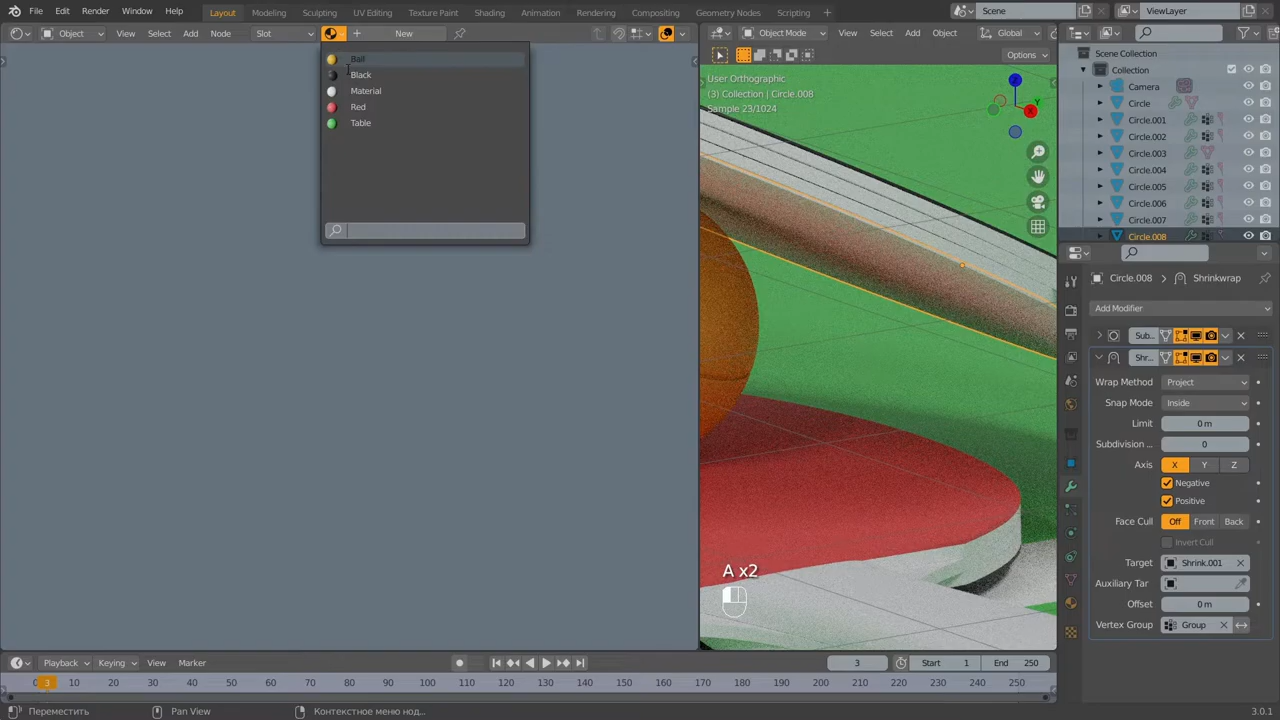 File Edit Render Window Help Layout Modeling Sculpting UV Editing Texture Paint Shading Animation Rendering Compositing Geometry Nodes Scripting + Scene ViewLayer
Object View Select Add Node Slot New
Object Mode View Select Add Object Global
Options
Ball
Black
Material
Red
Table
User Orthographic
(3) Collection | Circle.008
Sample 23/1024
Z
Y
X
A x2
Scene Collection
Collection
Camera
Circle
Circle.001
Circle.002
Circle.003
Circle.004
Circle.005
Circle.006
Circle.007
Circle.008
Circle.008 > Shrinkwrap
Add Modifier
Sub..
Shr...
Wrap Method Project
Snap Mode Inside
Limit 0 m
Subdivision ... 0
Axis X Y Z
Negative
Positive
Face Cull Off Front Back
Invert Cull
Target Shrink.001
Auxiliary Tar
Offset 0 m
Vertex Group Group
Playback Keying View Marker 3 Start 1 End 250
0 3 10 20 30 40 50 60 70 80 90 100 110 120 130 140 150 160 170 180 190 200 210 220 230 240 250
Переместить Pan View Контекстное меню нод... 3.0.1